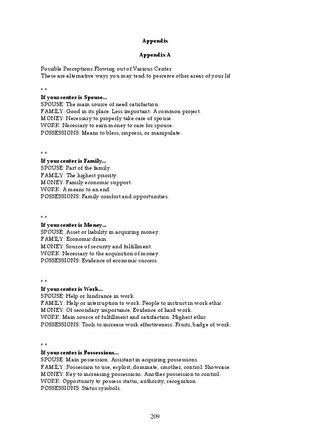 Appendix
Appendix A
Possible Perceptions Flowing out of Various Center
These are alternative ways you may tend to perceive other areas of your lif
* *
If your center is Spouse...
SPOUSE: The main source of need satisfaction.
FAMILY: Good in its place. Less important. A common project.
MONEY: Necessary to properly take care of spouse.
WORK: Necessary to earn money to care for spouse.
POSSESSIONS: Means to bless, impress, or manipulate.
* *
If your center is Family...
SPOUSE: Part of the family.
FAMILY: The highest priority.
MONEY: Family economic support.
WORK: A means to an end.
POSSESSIONS: Family comfort and opportunities.
* *
If your center is Money...
SPOUSE: Asset or liability in acquiring money.
FAMILY: Economic drain.
MONEY: Source of security and fulfillment.
WORK: Necessary to the acquisition of money.
POSSESSIONS: Evidence of economic success.
* *
If your center is Work...
SPOUSE: Help or hindrance in work.
FAMILY: Help or interruption to work. People to instruct in work ethic.
MONEY: Of secondary importance. Evidence of hard work.
WORK: Main source of fulfillment and satisfaction. Highest ethic.
POSSESSIONS: Tools to increase work effectiveness. Fruits, badge of work.
* *
If your center is Possessions...
SPOUSE: Main possession. Assistant in acquiring possessions.
FAMILY: Possession to use, exploit, dominate, smother, control. Showcase.
MONEY: Key to increasing possessions. Another possession to control.
WORK: Opportunity to possess status, authority, recognition.
POSSESSIONS: Status symbols.
209